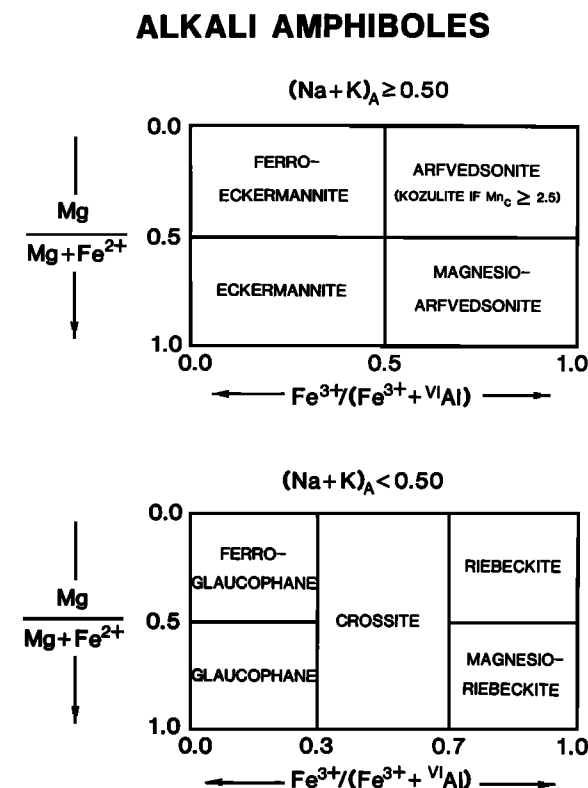 ALKALI AMPHIBOLES
(Na+K)A ≥ 0.50
0.0
FERRO-
ECKERMANNITE
ARFVEDSONITE
(KOZULITE IF Mnc ≥ 2.5)
Mg
Mg+Fe2+
0.5
ECKERMANNITE
MAGNESIO-
ARFVEDSONITE
1.0
0.0 0.5 1.0
Fe3+/(Fe3+ + VIAl)
(Na+K)A < 0.50
0.0
FERRO-
GLAUCOPHANE
CROSSITE
RIEBECKITE
Mg
Mg+Fe2+
0.5
GLAUCOPHANE
MAGNESIO-
RIEBECKITE
1.0
0.0 0.3 0.7 1.0
Fe3+/(Fe3+ + VIAl)